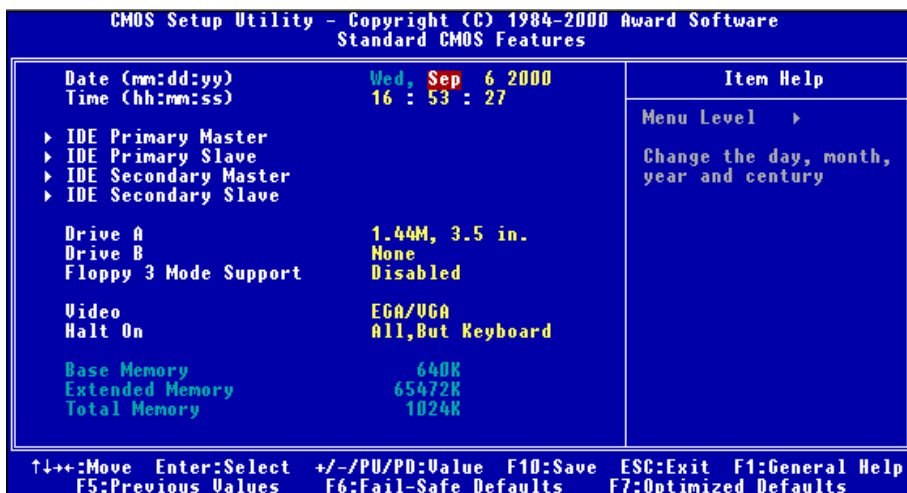 CMOS Setup Utility - Copyright (C) 1984-2000 Award Software
Standard CMOS Features
Date (mm:dd:yy) Wed, Sep 6 2000
Time (hh:mm:ss) 16 : 53 : 27
IDE Primary Master
IDE Primary Slave
IDE Secondary Master
IDE Secondary Slave
Drive A 1.44M, 3.5 in.
Drive B None
Floppy 3 Mode Support Disabled
Video EGA/VGA
Halt On All,But Keyboard
Base Memory 640K
Extended Memory 65472K
Total Memory 1024K
Item Help
Menu Level
Change the day, month,
year and century
↑↓→←:Move Enter:Select +/-/PU/PD:Value F10:Save ESC:Exit F1:General Help
F5:Previous Values F6:Fail-Safe Defaults F7:Optimized Defaults